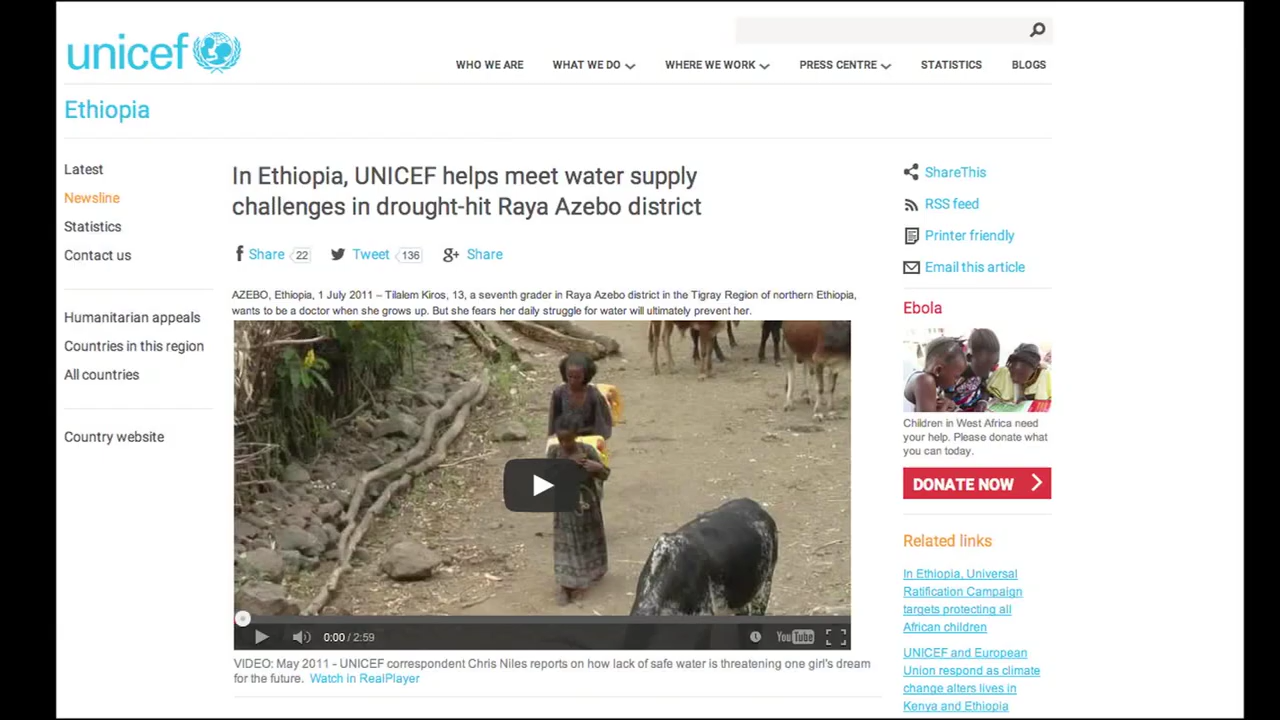 unicef
WHO WE ARE
WHAT WE DO
WHERE WE WORK
PRESS CENTRE
STATISTICS
BLOGS
Ethiopia
Latest
Newsline
Statistics
Contact us
Humanitarian appeals
Countries in this region
All countries
Country website
In Ethiopia, UNICEF helps meet water supply
challenges in drought-hit Raya Azebo district
Share 22
Tweet 136
g+ Share
AZEBO, Ethiopia, 1 July 2011 – Tilalem Kiros, 13, a seventh grader in Raya Azebo district in the Tigray Region of northern Ethiopia,
wants to be a doctor when she grows up. But she fears her daily struggle for water will ultimately prevent her.
0:00 / 2:59
YouTube
VIDEO: May 2011 - UNICEF correspondent Chris Niles reports on how lack of safe water is threatening one girl's dream
for the future. Watch in RealPlayer
ShareThis
RSS feed
Printer friendly
Email this article
Ebola
Children in West Africa need
your help. Please donate what
you can today.
DONATE NOW
Related links
In Ethiopia, Universal
Ratification Campaign
targets protecting all
African children
UNICEF and European
Union respond as climate
change alters lives in
Kenya and Ethiopia